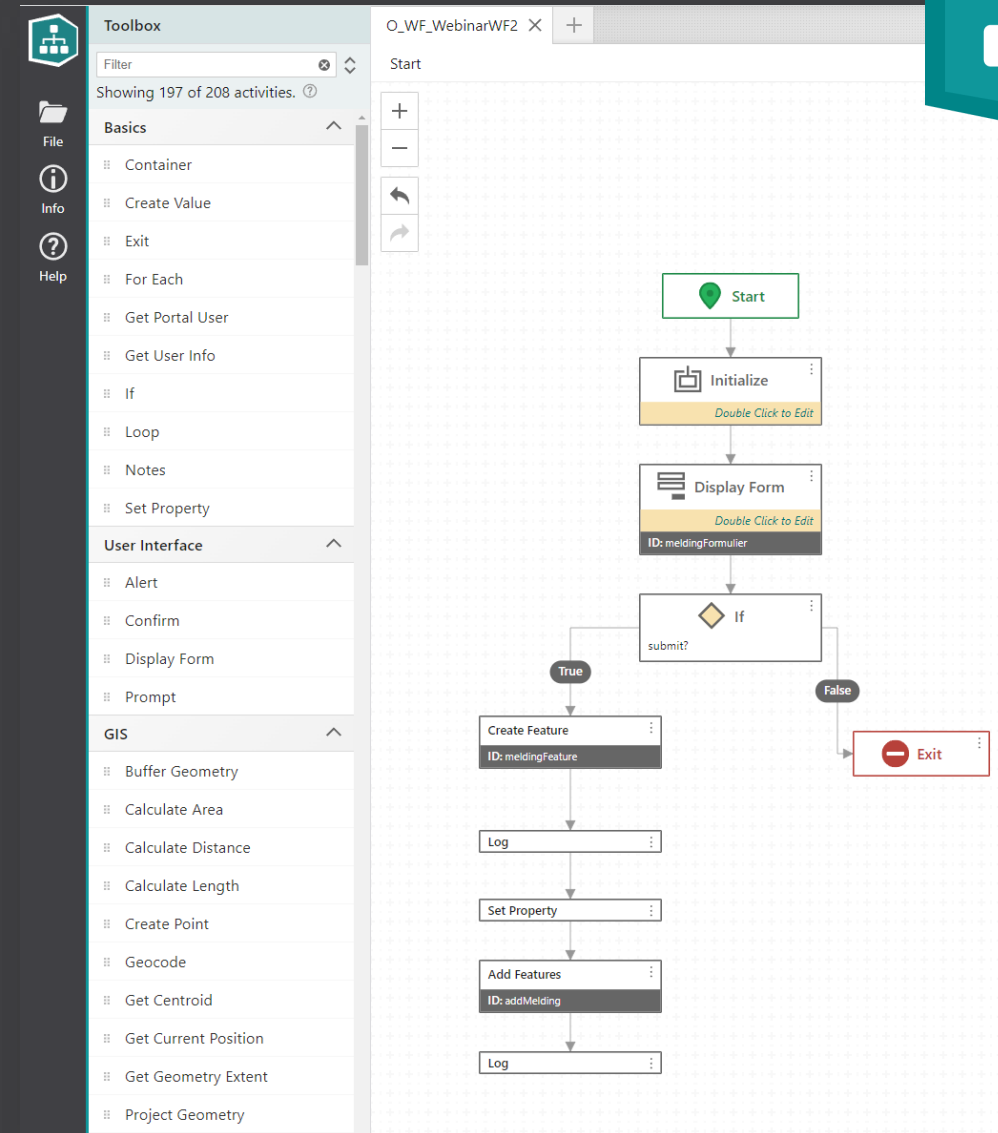 Toolbox
Filter
Showing 197 of 208 activities.
File
Info
Help
Basics
Container
Create Value
Exit
For Each
Get Portal User
Get User Info
If
Loop
Notes
Set Property
User Interface
Alert
Confirm
Display Form
Prompt
GIS
Buffer Geometry
Calculate Area
Calculate Distance
Calculate Length
Create Point
Geocode
Get Centroid
Get Current Position
Get Geometry Extent
Project Geometry
O_WF_WebinarWF2
Start
Start
Initialize
Double Click to Edit
Display Form
Double Click to Edit
ID: meldingFormulier
If
submit?
True
False
Create Feature
ID: meldingFeature
Exit
Log
Set Property
Add Features
ID: addMelding
Log